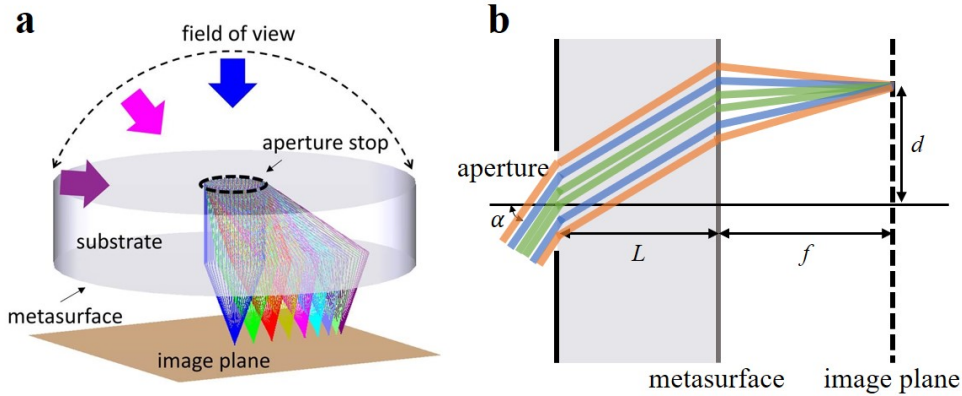 a
field of view
aperture stop
substrate
metasurface
image plane
b
aperture
α
d
L
f
metasurface
image plane